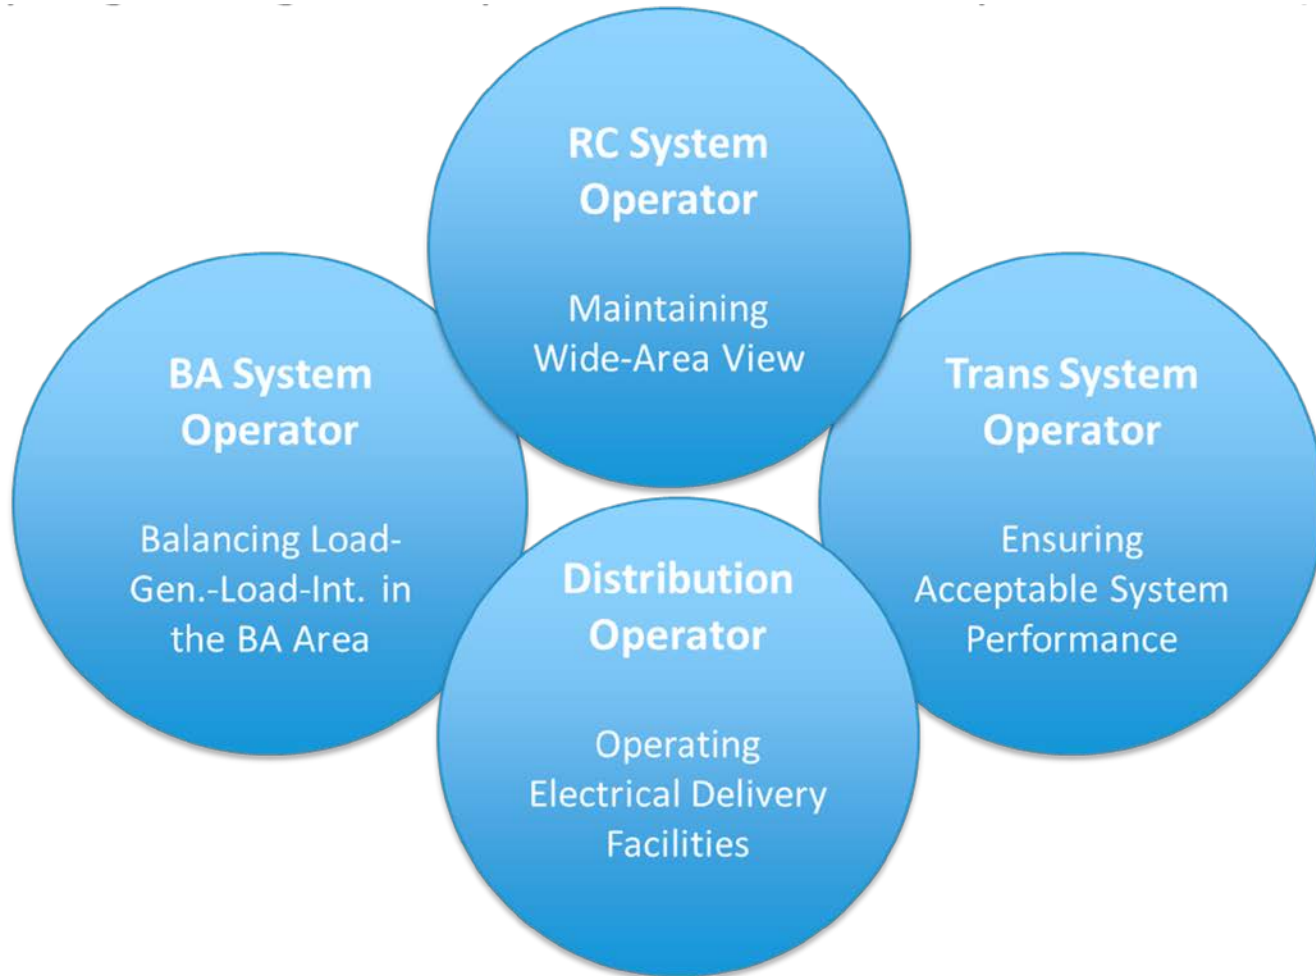 RC System
Operator
Maintaining
Wide-Area View
BA System
Operator
Balancing Load-
Gen.-Load-Int. in
the BA Area
Trans System
Operator
Ensuring
Acceptable System
Performance
Distribution
Operator
Operating
Electrical Delivery
Facilities